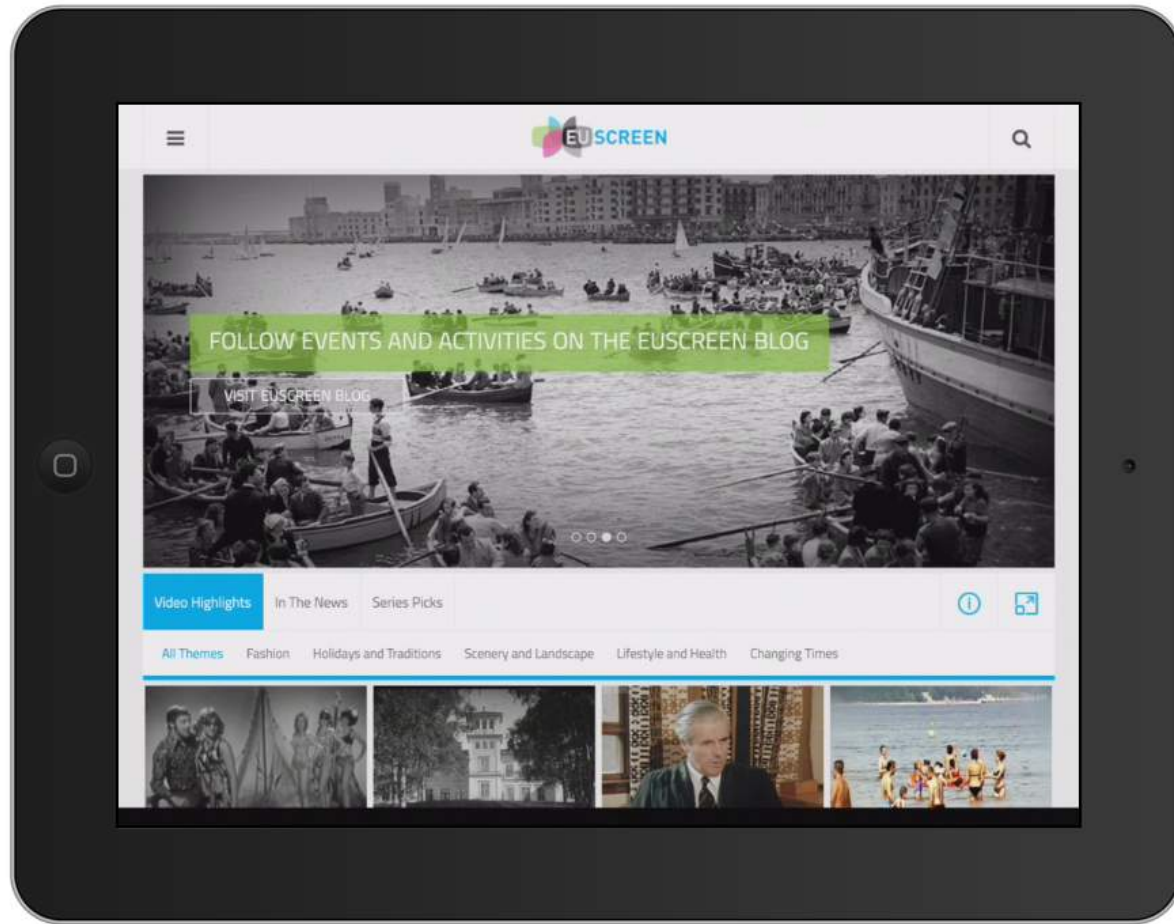 EUSCREEN
FOLLOW EVENTS AND ACTIVITIES ON THE EUSCREEN BLOG
VISIT EUSCREEN BLOG
Video Highlights In The News Series Picks
All Themes Fashion Holidays and Traditions Scenery and Landscape Lifestyle and Health Changing Times